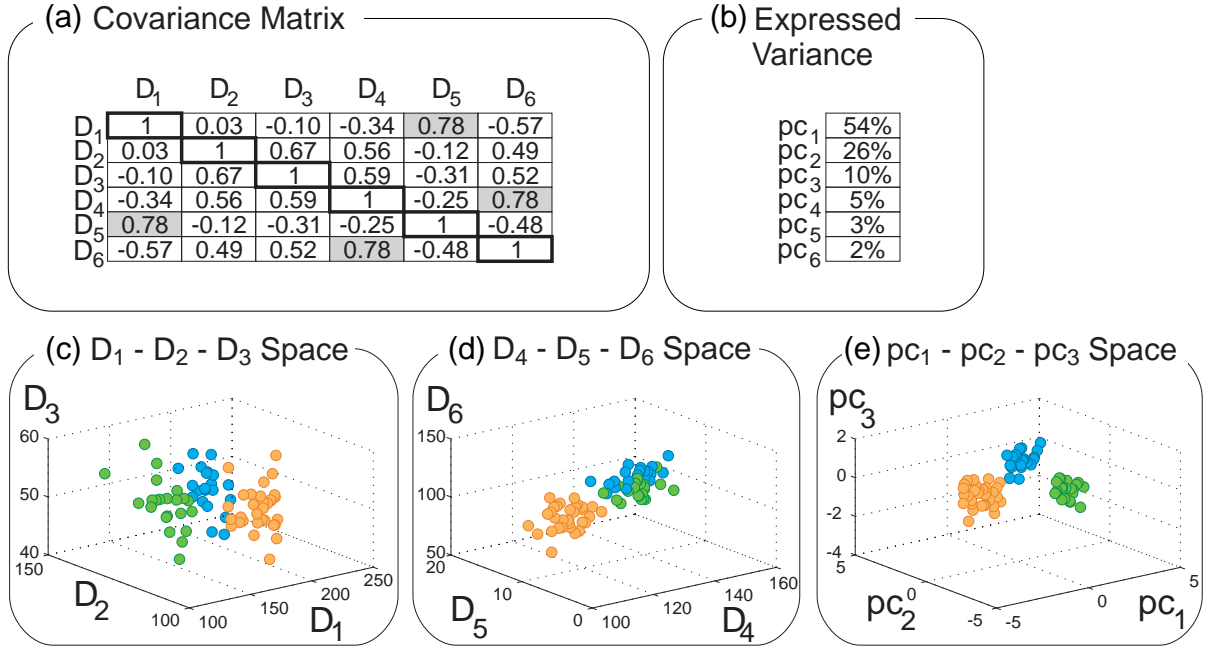 (a) Covariance Matrix
D1 D2 D3 D4 D5 D6
D1 1 0.03 -0.10 -0.34 0.78 -0.57
D2 0.03 1 0.67 0.56 -0.12 0.49
D3 -0.10 0.67 1 0.59 -0.31 0.52
D4 -0.34 0.56 0.59 1 -0.25 0.78
D5 0.78 -0.12 -0.31 -0.25 1 -0.48
D6 -0.57 0.49 0.52 0.78 -0.48 1
(b) Expressed
Variance
pc1 54%
pc2 26%
pc3 10%
pc4 5%
pc5 3%
pc6 2%
(c) D1 - D2 - D3 Space
D3
60
50
40
150
100
D2
100
150
200
250
D1
(d) D4 - D5 - D6 Space
D6
150
100
50
20
10
0
D5
100
120
140
160
D4
(e) pc1 - pc2 - pc3 Space
pc3
2
0
-2
-4
5
0
-5
pc2
-5
0
5
pc1